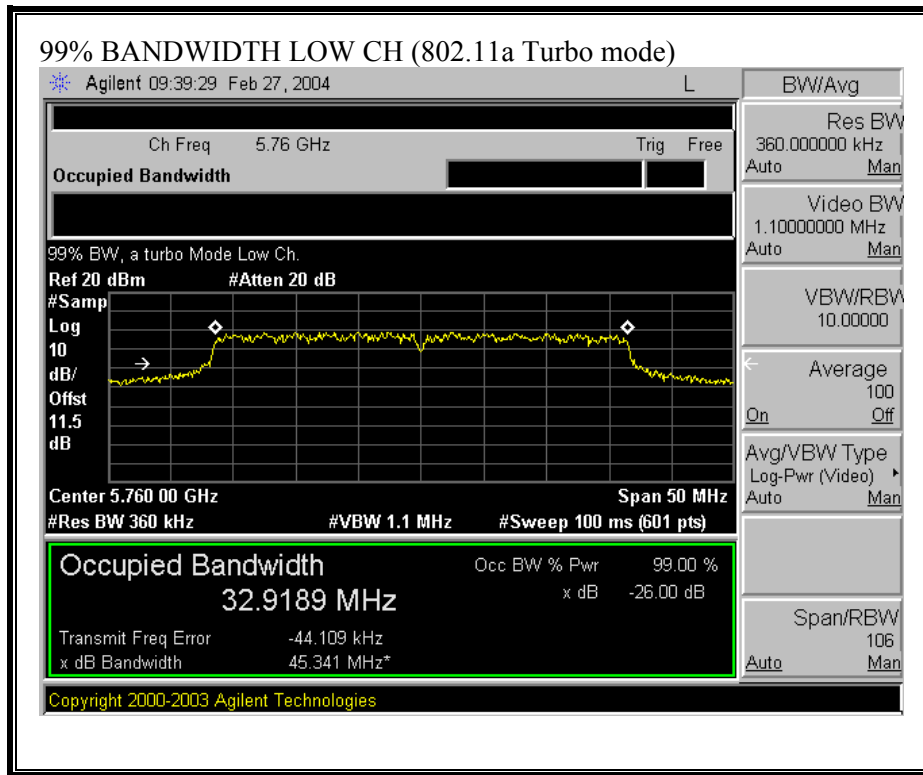 99% BANDWIDTH LOW CH (802.11a Turbo mode)
Agilent 09:39:29 Feb 27, 2004 L
Ch Freq 5.76 GHz Trig Free
Occupied Bandwidth
99% BW, a turbo Mode Low Ch.
Ref 20 dBm #Atten 20 dB
#Samp
Log
10
dB/
Offst
11.5
dB
Center 5.760 00 GHz Span 50 MHz
#Res BW 360 kHz #VBW 1.1 MHz #Sweep 100 ms (601 pts)
Occupied Bandwidth Occ BW % Pwr 99.00 %
32.9189 MHz x dB -26.00 dB
Transmit Freq Error -44.109 kHz
x dB Bandwidth 45.341 MHz*
Copyright 2000-2003 Agilent Technologies
BW/Avg
Res BW
360.000000 kHz
Auto Man
Video BW
1.10000000 MHz
Auto Man
VBW/RBW
10.00000
Average
100
On Off
Avg/VBW Type
Log-Pwr (Video)
Auto Man
Span/RBW
106
Auto Man